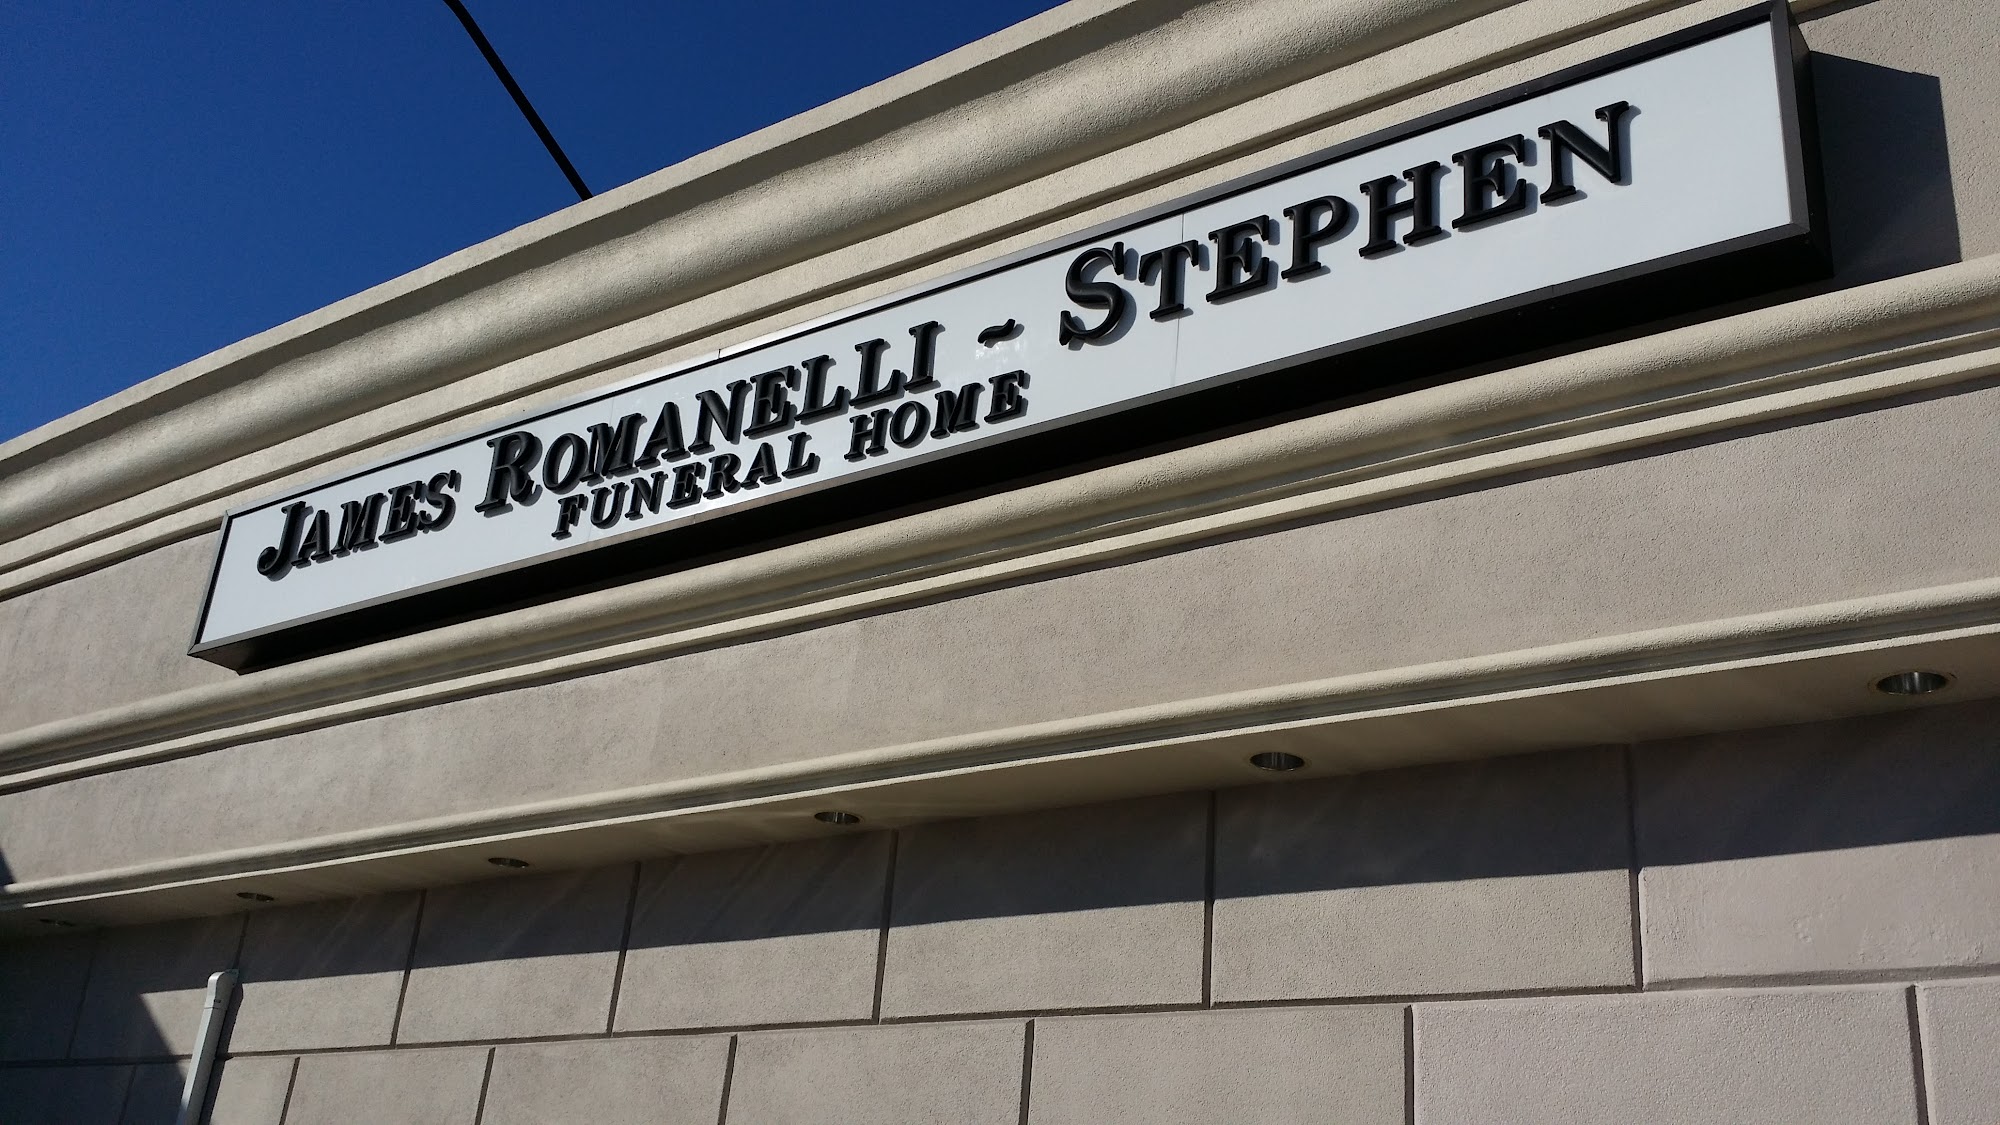 JAMES ROMANELLI ~ STEPHEN
FUNERAL HOME